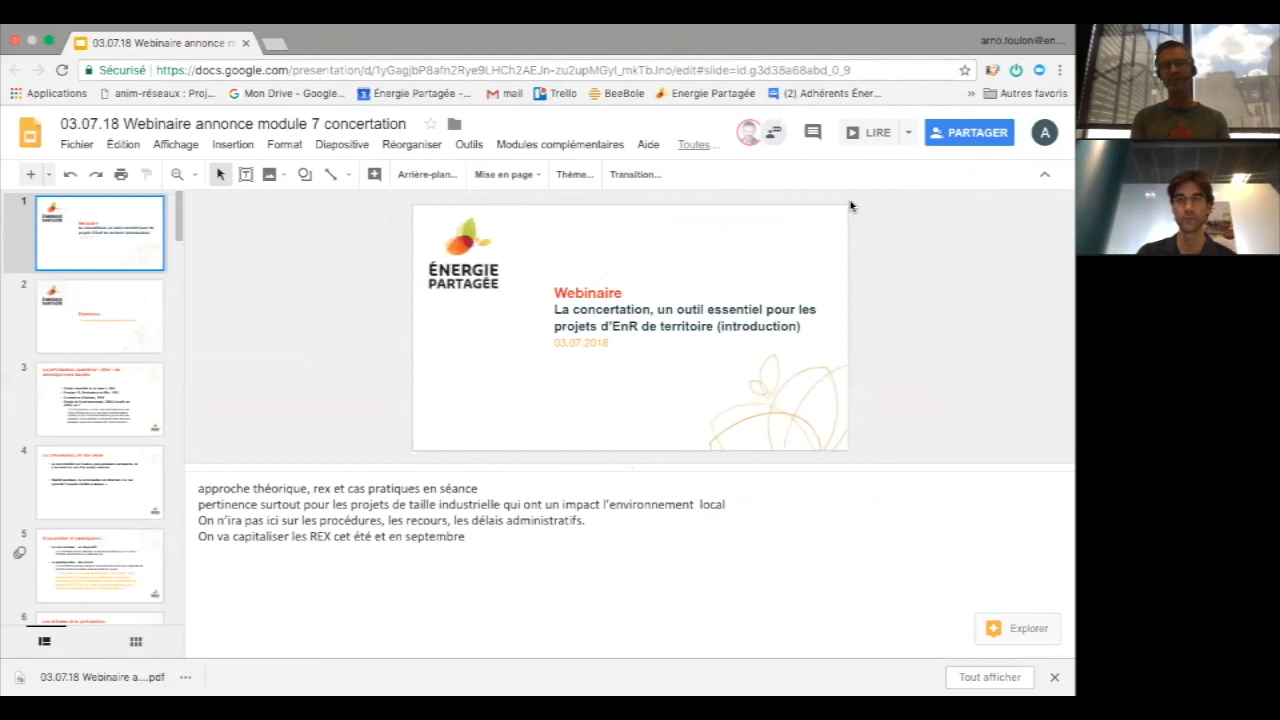 03.07.18 Webinaire annonce m
arno.foulon@en...
Sécurisé
https://docs.google.com/presentation/d/1yGagjbP8afn2Rye9LHCh2AEJn-zu2upMGyl_mkTbJno/edit#slide=id.g3d38a68abd_0_9
Applications
anim-réseaux : Proj...
Mon Drive - Google...
Énergie Partagée -...
mail
Trello
BeeBole
Energie Partagée
(2) Adhérents Éner...
»
Autres favoris
03.07.18 Webinaire annonce module 7 concertation
LIRE
PARTAGER
A
Fichier Édition Affichage Insertion Format Diapositive Réorganiser Outils Modules complémentaires Aide Toutes...
Arrière-plan... Mise en page Thème... Transition...
1
2
3
4
5
6
ÉNERGIE
PARTAGÉE
Webinaire
La concertation, un outil essentiel pour les
projets d'EnR de territoire (introduction)
03.07.2018
approche théorique, rex et cas pratiques en séance
pertinence surtout pour les projets de taille industrielle qui ont un impact l'environnement local
On n'ira pas ici sur les procédures, les recours, les délais administratifs.
On va capitaliser les REX cet été et en septembre
Explorer
03.07.18 Webinaire a....pdf
Tout afficher